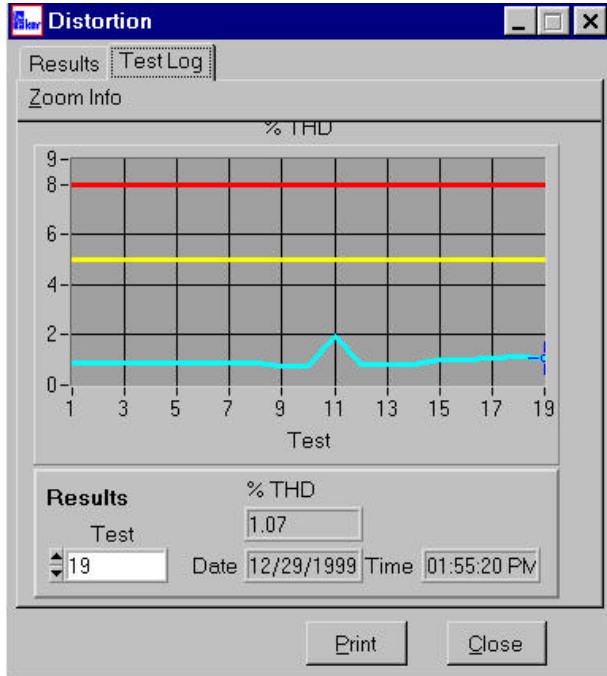 Distortion
Results Test Log
Zoom Info
% THD
9
8
6
4
2
0
1 3 5 7 9 11 13 15 17 19
Test
Results
% THD
1.07
Test
19
Date 12/29/1999 Time 01:55:20 PM
Print Close